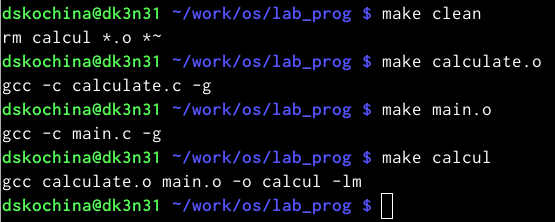 dskochina@dk3n31 ~/work/os/lab_prog $ make clean
rm calcul *.o *~
dskochina@dk3n31 ~/work/os/lab_prog $ make calculate.o
gcc -c calculate.c -g
dskochina@dk3n31 ~/work/os/lab_prog $ make main.o
gcc -c main.c -g
dskochina@dk3n31 ~/work/os/lab_prog $ make calcul
gcc calculate.o main.o -o calcul -lm
dskochina@dk3n31 ~/work/os/lab_prog $